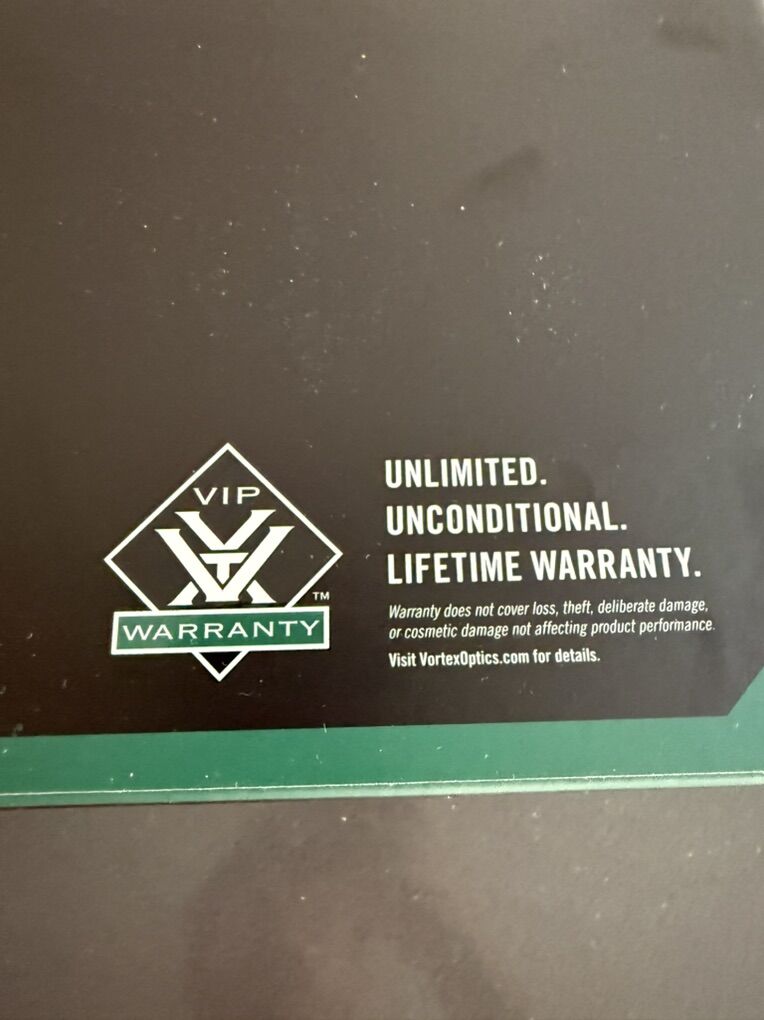 VIP
WARRANTY
TM
UNLIMITED.
UNCONDITIONAL.
LIFETIME WARRANTY.
Warranty does not cover loss, theft, deliberate damage,
or cosmetic damage not affecting product performance.
Visit VortexOptics.com for details.